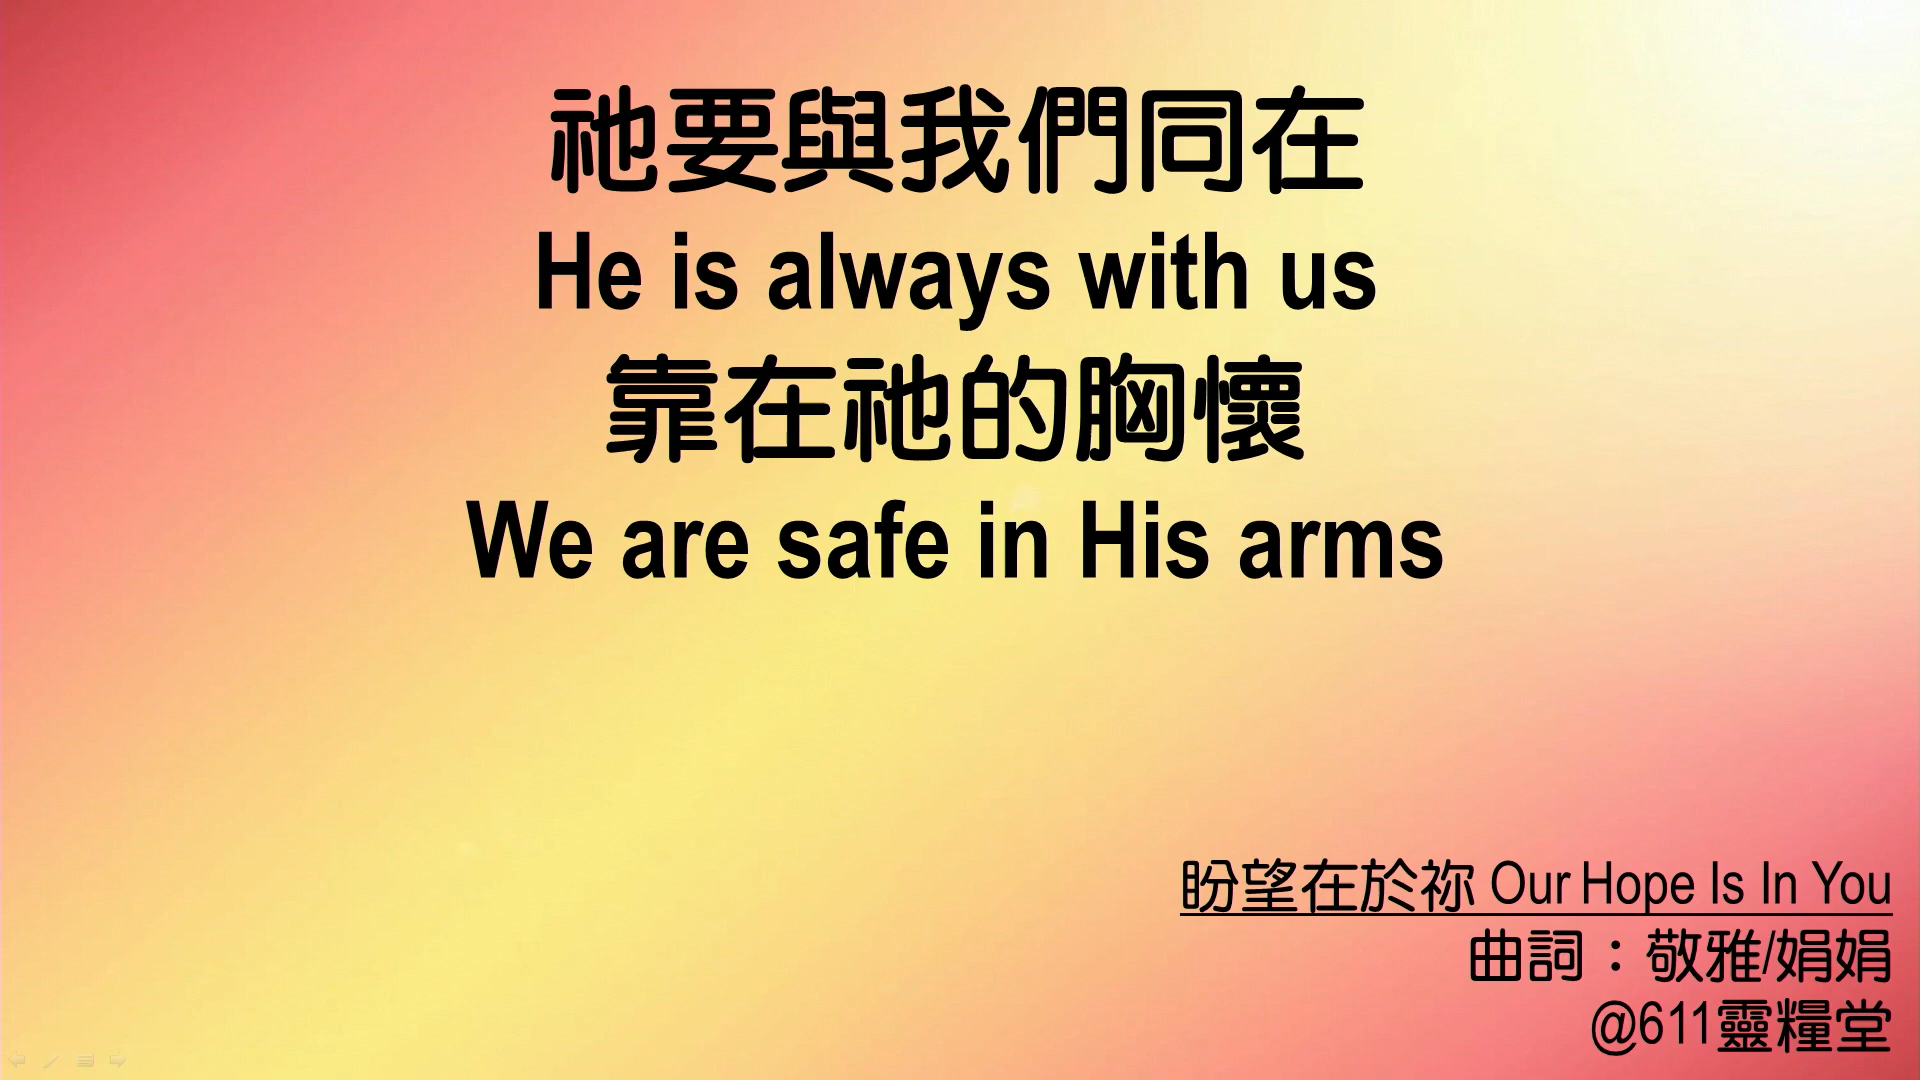 祂要與我們同在
He is always with us
靠在祂的胸懷
We are safe in His arms
盼望在於祢 Our Hope Is In You
曲詞：敬雅/娟娟
@611靈糧堂